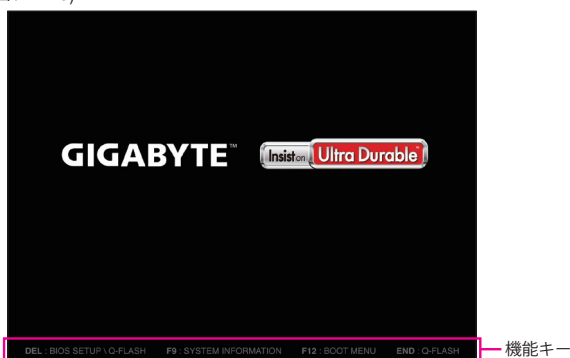 GIGABYTE™ Insist on Ultra Durable™
DEL : BIOS SETUP \ Q-FLASH F9 : SYSTEM INFORMATION F12 : BOOT MENU END : Q-FLASH 機能キー